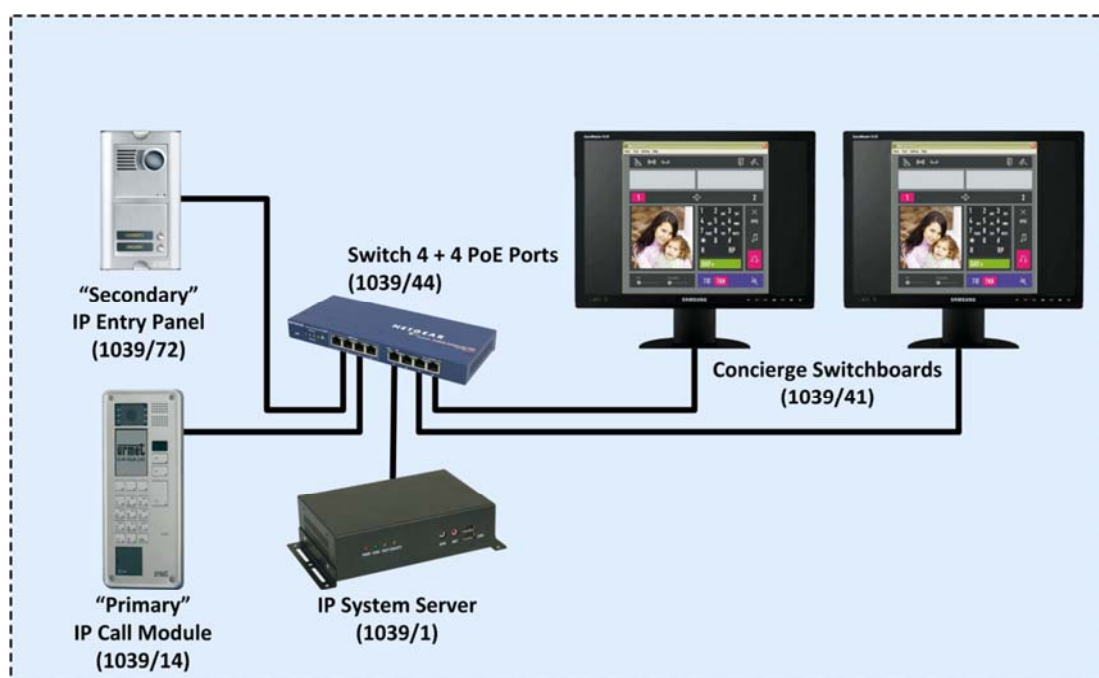 “Secondary”
IP Entry Panel
(1039/72)
Switch 4 + 4 PoE Ports
(1039/44)
NETGEAR
SAMSUNG
SAMSUNG
Concierge Switchboards
(1039/41)
urmet
“Primary”
IP Call Module
(1039/14)
IP System Server
(1039/1)